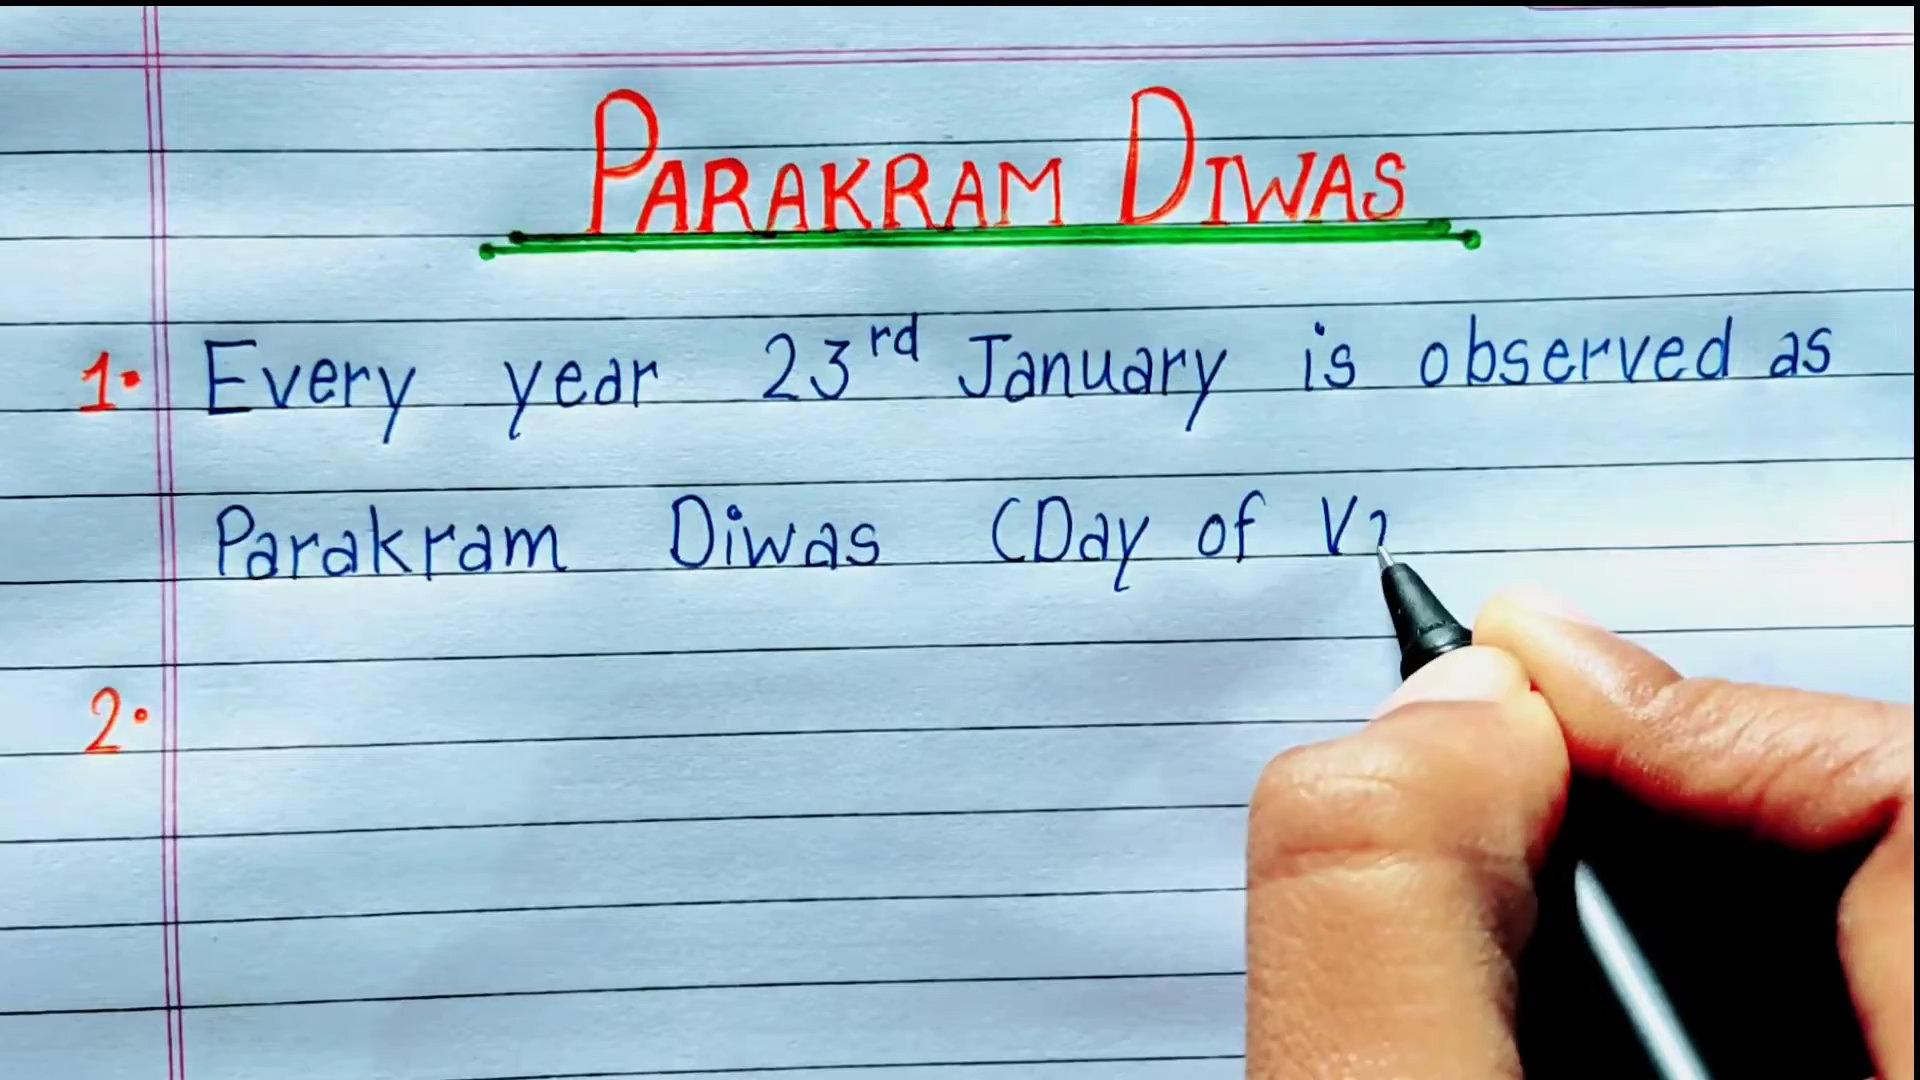 PARAKRAM DIWAS
1. Every year 23rd January is observed as
Parakram Diwas (Day of V
2.